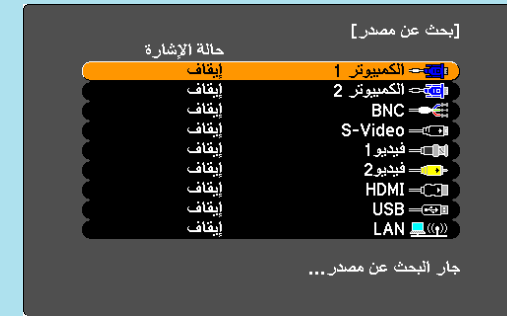 [بحث عن مصدر]
حالة الإشارة
الكمبيوتر 1 إيقاف
الكمبيوتر 2 إيقاف
BNC إيقاف
S-Video إيقاف
فيديو1 إيقاف
فيديو2 إيقاف
HDMI إيقاف
USB إيقاف
LAN إيقاف
جار البحث عن مصدر...